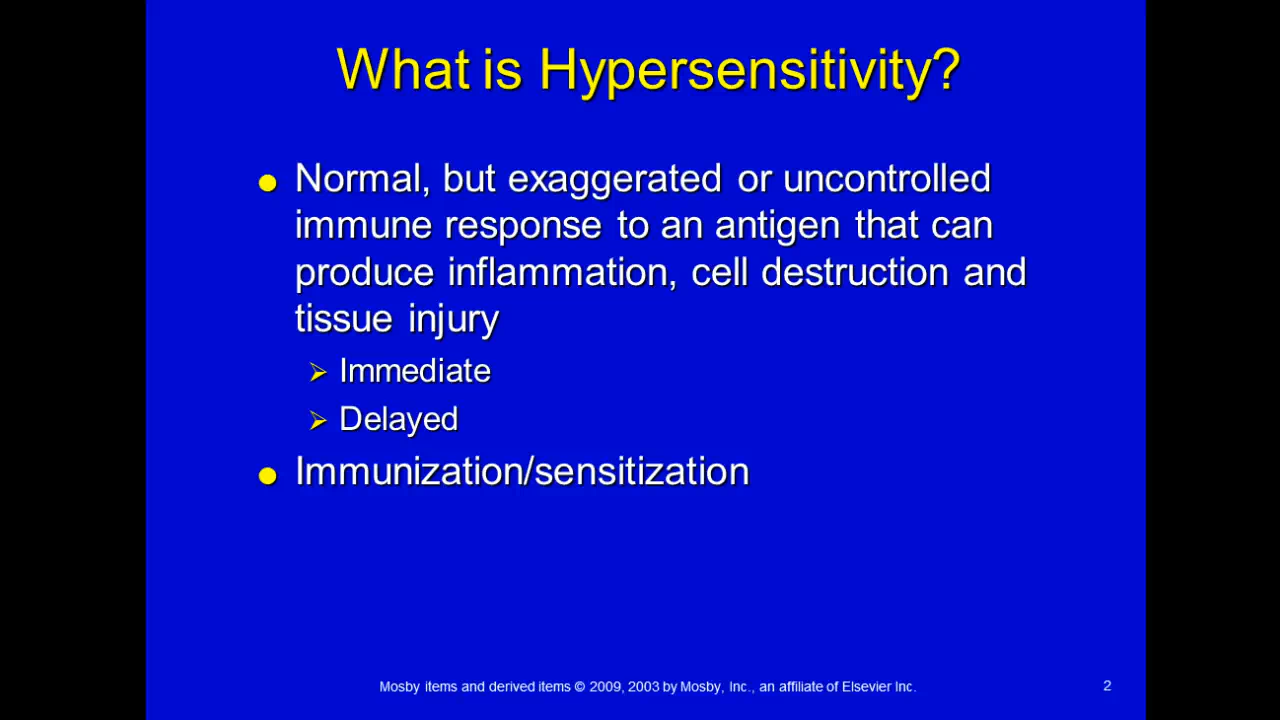 What is Hypersensitivity?
Normal, but exaggerated or uncontrolled
immune response to an antigen that can
produce inflammation, cell destruction and
tissue injury
Immediate
Delayed
Immunization/sensitization
Mosby items and derived items © 2009, 2003 by Mosby, Inc., an affiliate of Elsevier Inc.
2